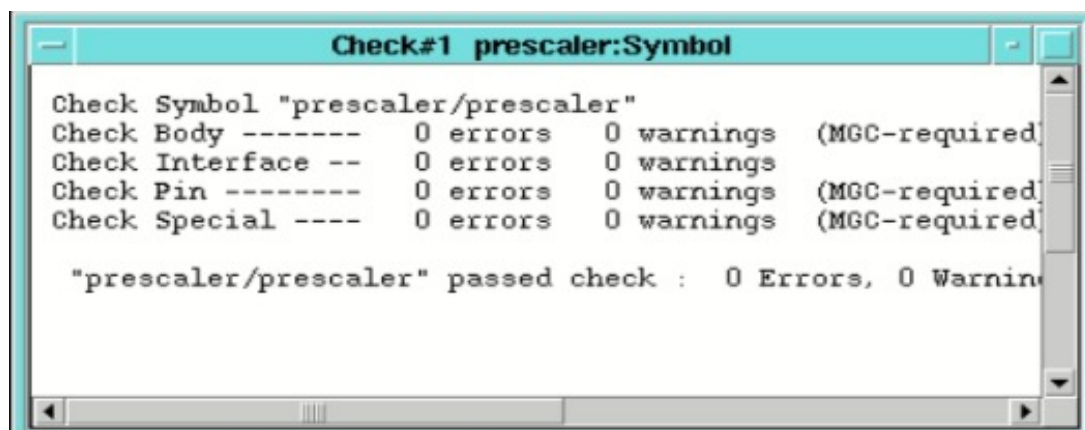 Check#1 prescaler:Symbol
Check Symbol "prescaler/prescaler"
Check Body ------- 0 errors 0 warnings (MGC-required)
Check Interface -- 0 errors 0 warnings
Check Pin -------- 0 errors 0 warnings (MGC-required)
Check Special ---- 0 errors 0 warnings (MGC-required
"prescaler/prescaler" passed check : 0 Errors, 0